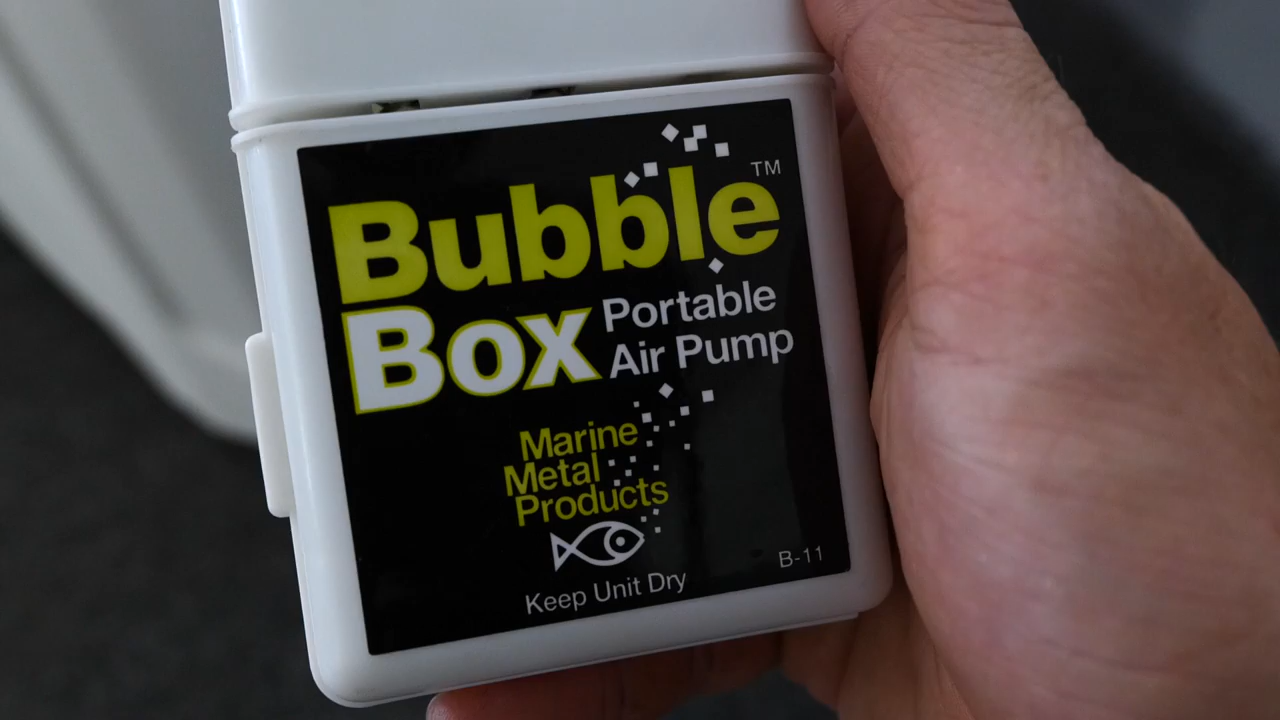 Bubble™
Box Portable
Air Pump
Marine
Metal
Products
B-11
Keep Unit Dry